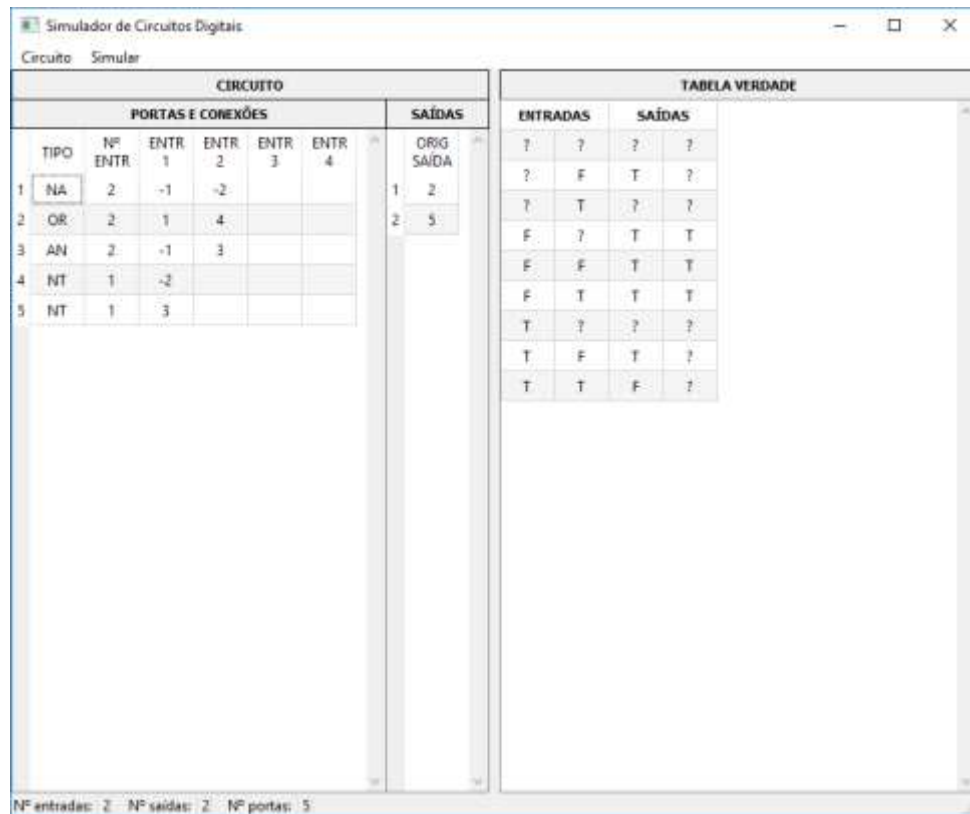 Simulador de Circuitos Digitais
Circuito Simular
CIRCUITO
PORTAS E CONEXÕES SAÍDAS
TIPO Nº ENTR ENTR 1 ENTR 2 ENTR 3 ENTR 4 ORIG SAÍDA
1 NA 2 -1 -2 1 2
2 OR 2 1 4 2 5
3 AN 2 -1 3
4 NT 1 -2
5 NT 1 3
TABELA VERDADE
ENTRADAS SAÍDAS
? ? ? ?
? F T ?
? T ? ?
F ? T T
F F T T
F T T T
T ? ? ?
T F T ?
T T F ?
Nº entradas: 2 Nº saídas: 2 Nº portas: 5